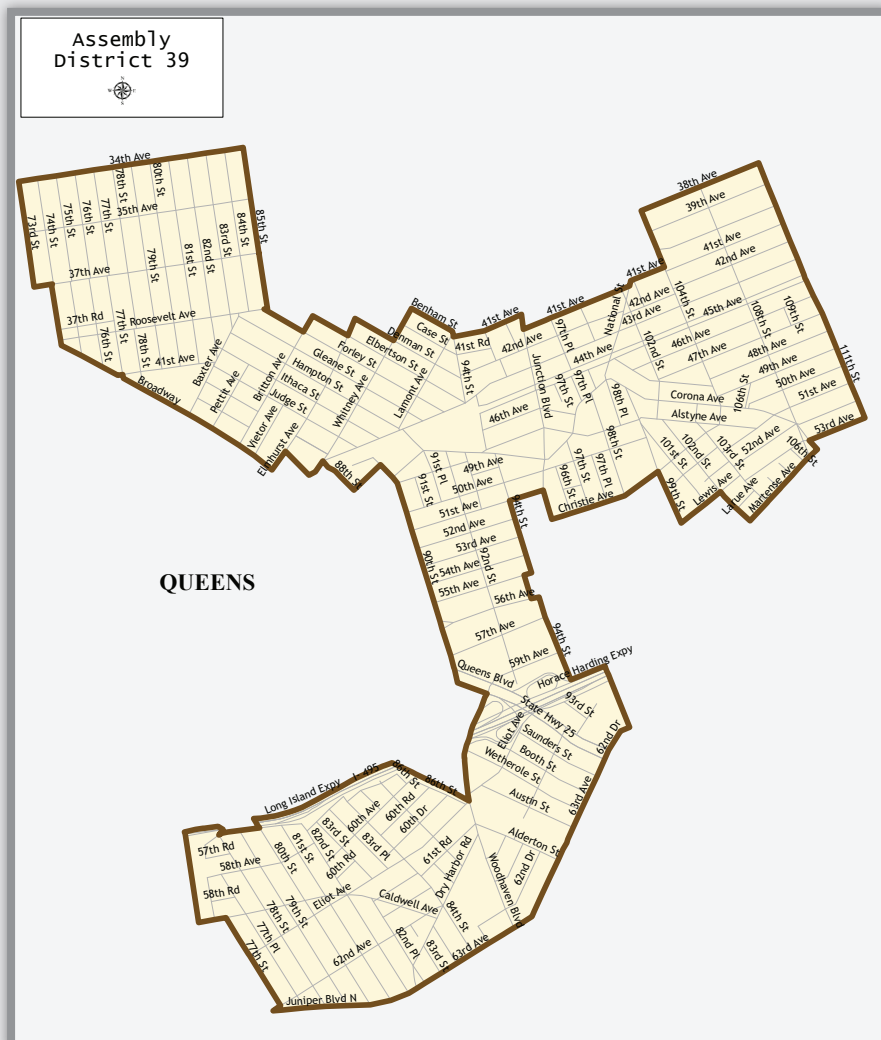 Assembly
District 39
N
W
E
S
34th Ave
73rd St
74th St
75th St
76th St
77th St
78th St
80th St
35th Ave
79th St
81st St
82nd St
83rd St
84th St
85th St
37th Ave
37th Rd
Roosevelt Ave
76th St
77th St
78th St
41st Ave
Broadway
Baxter Ave
Pettit Ave
Britton Ave
Vietor Ave
Elmhurst Ave
Judge St
Ithaca St
Hampton St
Gleane St
Forley St
Elbertson St
Denman St
Case St
Benham St
Whitney Ave
Lamont Ave
88th St
41st Rd
41st Ave
42nd Ave
94th St
41st Ave
97th Pl
National St
41st Ave
38th Ave
39th Ave
41st Ave
42nd Ave
104th St
42nd Ave
43rd Ave
45th Ave
44th Ave
102nd St
46th Ave
47th Ave
108th St
109th St
48th Ave
49th Ave
50th Ave
51st Ave
111th St
53rd Ave
Junction Blvd
97th St
97th Pl
98th Pl
46th Ave
Corona Ave
Alstyne Ave
106th St
98th St
101st St
102nd St
103rd St
52nd Ave
106th St
99th St
Lewis Ave
Larue Ave
Martense Ave
96th St
97th St
97th Pl
Christie Ave
91st Pl
91st St
49th Ave
50th Ave
51st Ave
52nd Ave
53rd Ave
54th Ave
55th Ave
92nd St
94th St
90th St
56th Ave
57th Ave
59th Ave
94th St
QUEENS
Queens Blvd
Horace Harding Expy
93rd St
State Hwy 25
Eliot Ave
Saunders St
Booth St
Wetherole St
Austin St
62nd Dr
63rd Ave
Alderton St
62nd Dr
Woodhaven Blvd
Long Island Expy
I- 495
86th St
86th St
60th Rd
60th Dr
60th Ave
83rd St
83rd Pl
82nd St
81st St
80th St
60th Rd
61st Rd
Dry Harbor Rd
57th Rd
58th Ave
58th Rd
Eliot Ave
Caldwell Ave
79th St
78th St
77th Pl
77th St
62nd Ave
82nd Pl
83rd St
84th St
63rd Ave
Juniper Blvd N